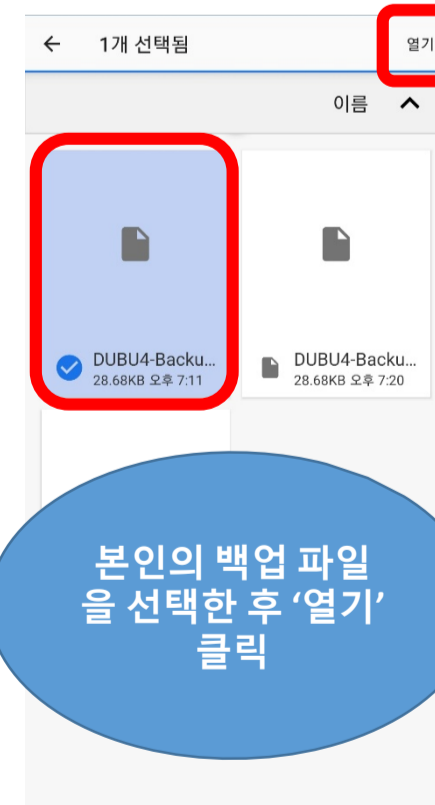 1개 선택됨
열기
이름
DUBU4-Backu...
28.68KB 오후 7:11
DUBU4-Backu...
28.68KB 오후 7:20
본인의 백업 파일
을 선택한 후 ‘열기’
클릭